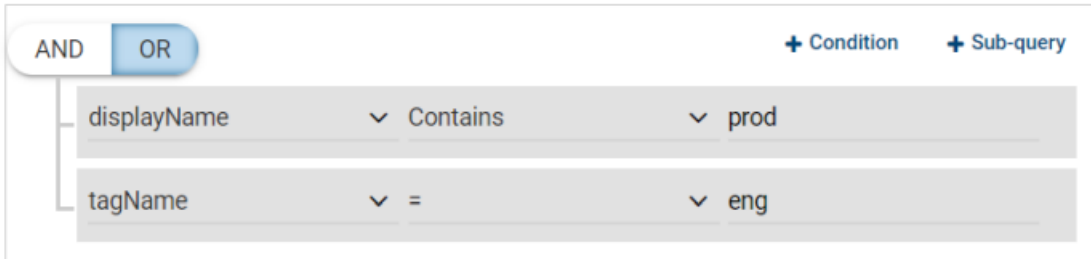 AND OR + Condition + Sub-query
displayName Contains prod
tagName = eng